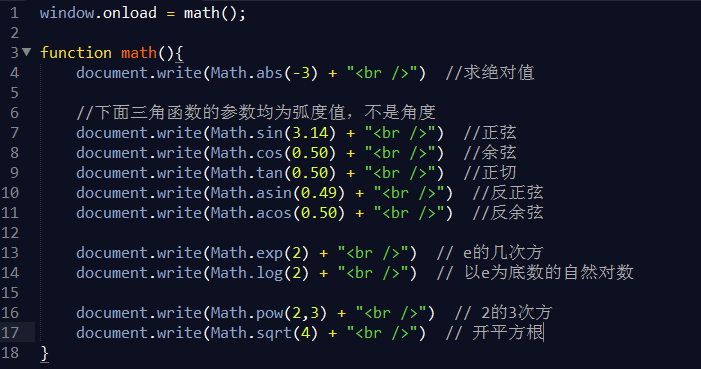 1 window.onload = math();
2
3 function math(){
4 document.write(Math.abs(-3) + "<br />") //求绝对值
5
6 //下面三角函数的参数均为弧度值，不是角度
7 document.write(Math.sin(3.14) + "<br />") //正弦
8 document.write(Math.cos(0.50) + "<br />") //余弦
9 document.write(Math.tan(0.50) + "<br />") //正切
10 document.write(Math.asin(0.49) + "<br />") //反正弦
11 document.write(Math.acos(0.50) + "<br />") //反余弦
12
13 document.write(Math.exp(2) + "<br />") // e的几次方
14 document.write(Math.log(2) + "<br />") // 以e为底数的自然对数
15
16 document.write(Math.pow(2,3) + "<br />") // 2的3次方
17 document.write(Math.sqrt(4) + "<br />") // 开平方根
18 }